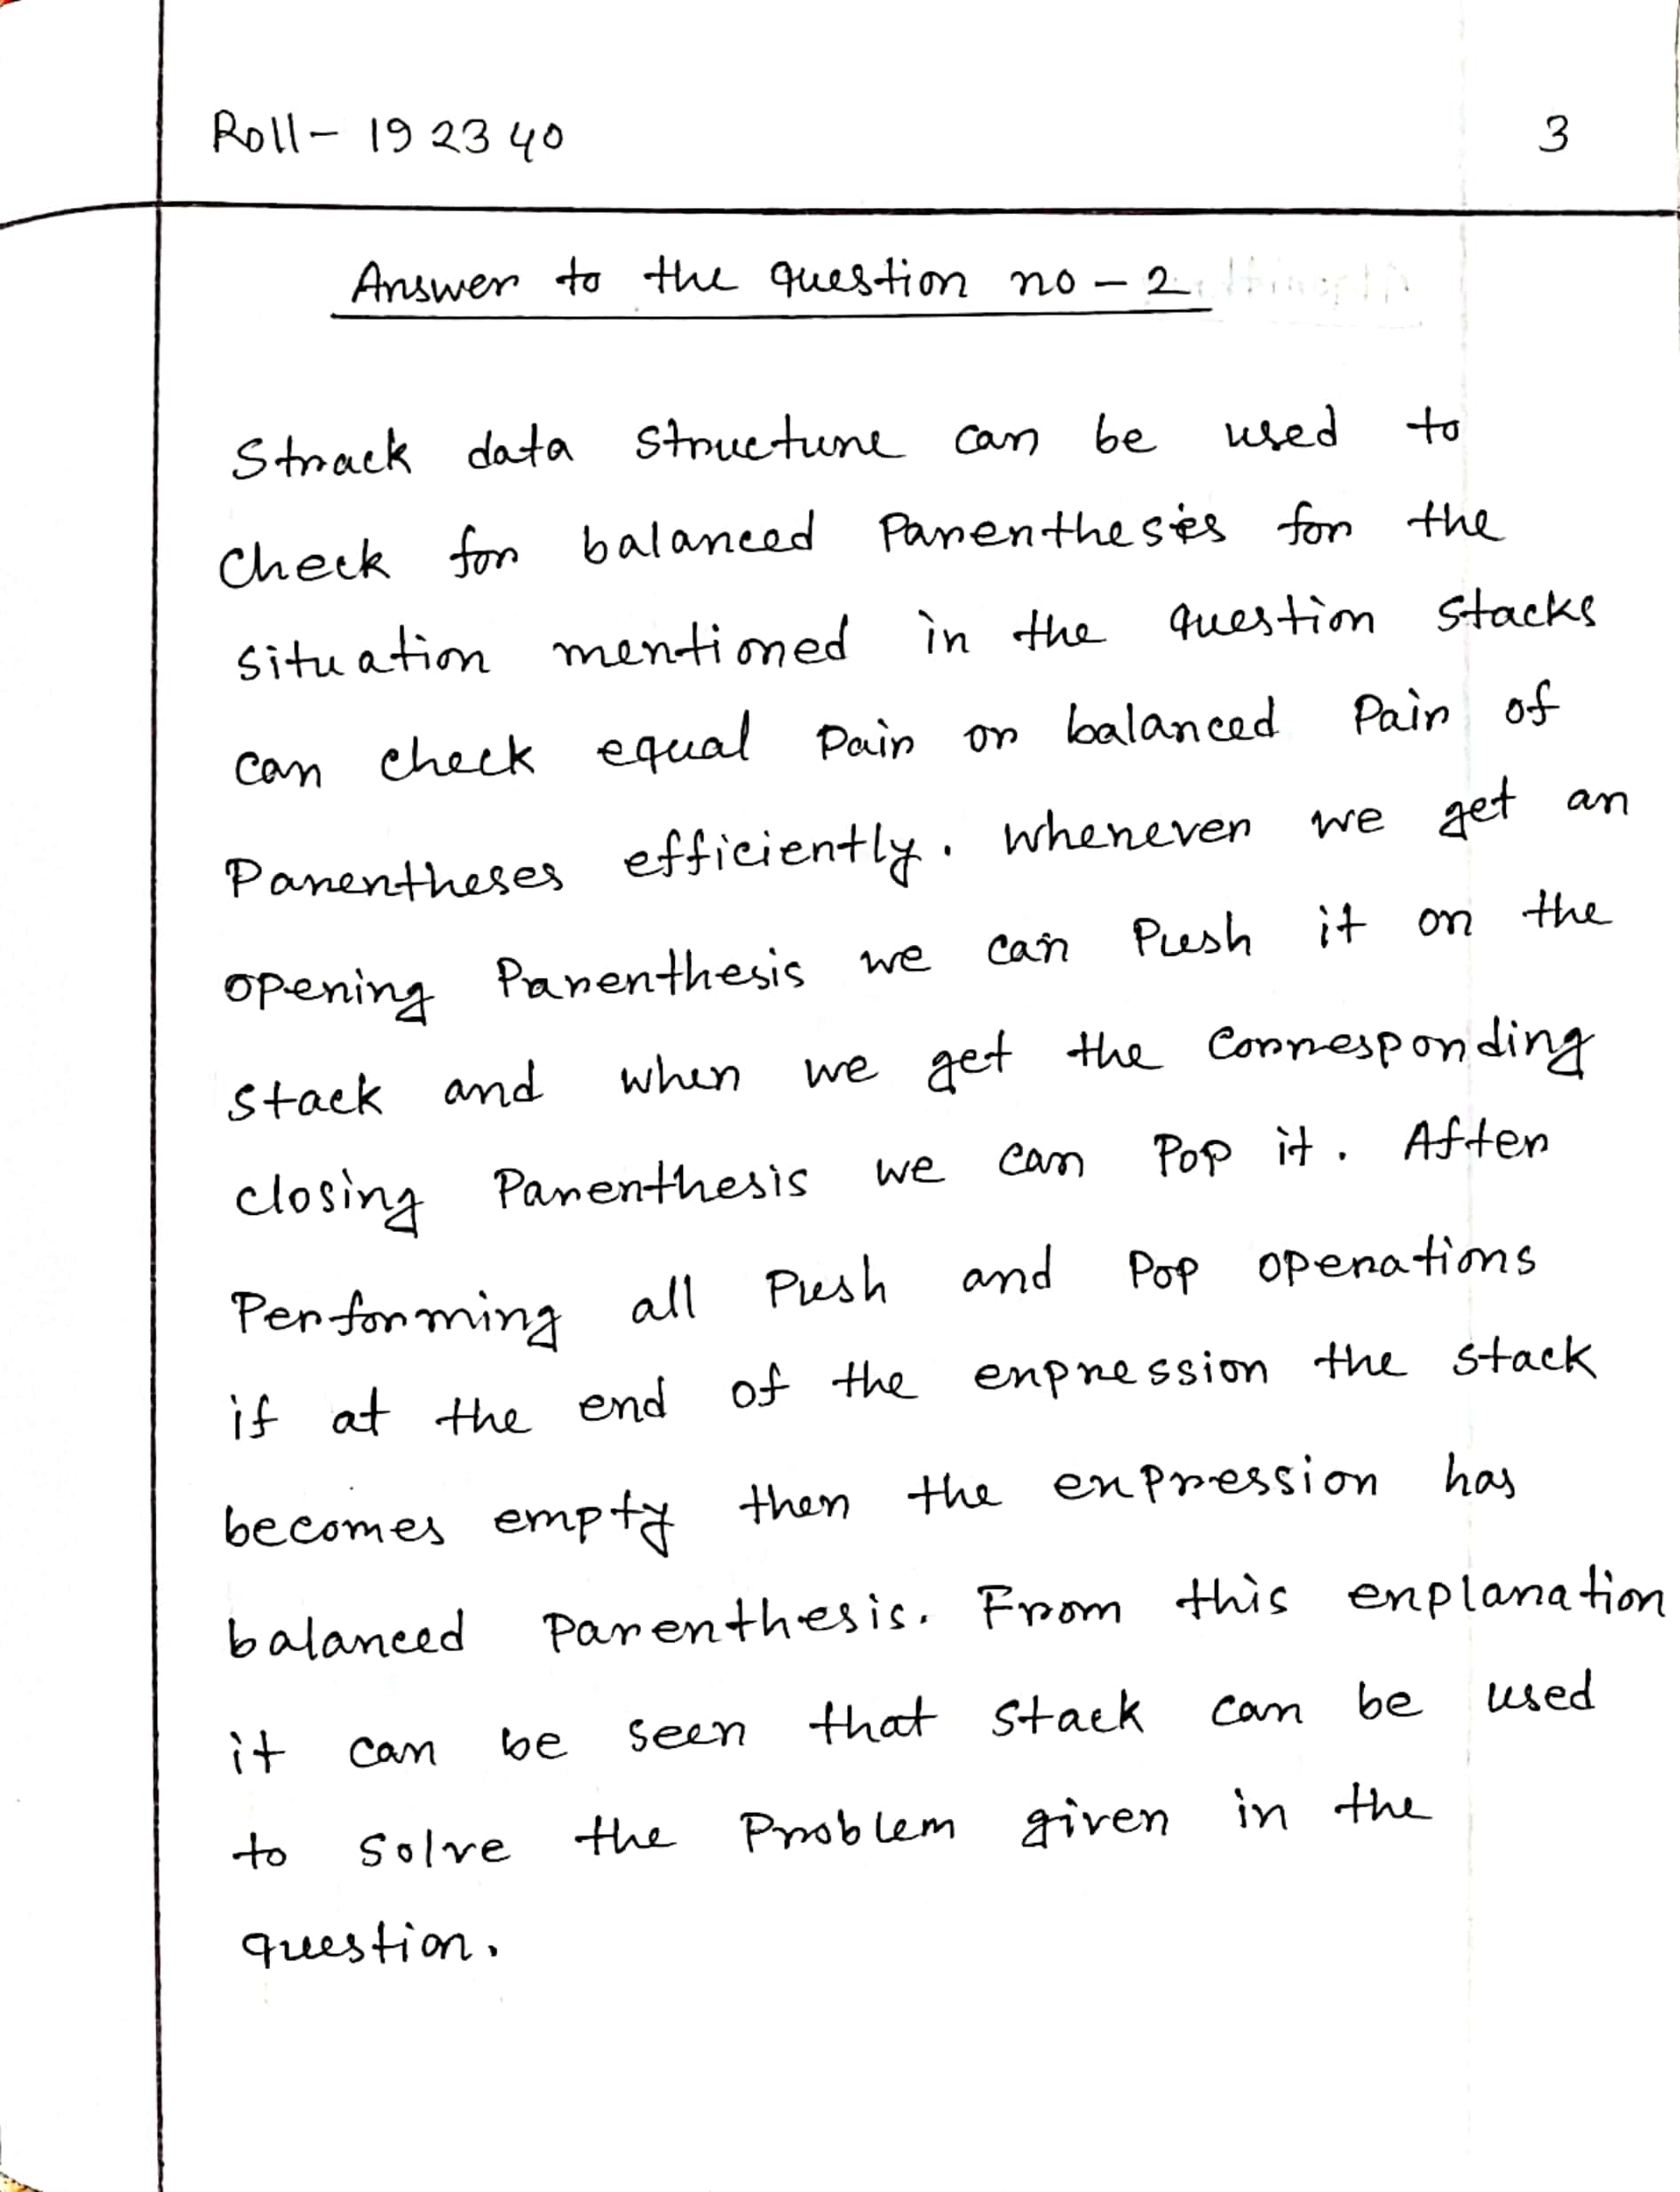 Roll- 192340
3
Answer to the question no - 2
Strack data structure can be used to
check for balanced Parentheses for the
situation mentioned in the question stacks
can check equal pair or balanced pair of
Parentheses efficiently. Whenever we get an
opening Parenthesis we can Push it on the
stack and when we get the corresponding
closing Parenthesis we can Pop it. After
Performing all Push and Pop operations
if at the end of the expression the stack
becomes empty then the expression has
balanced Parenthesis. From this explanation
it can be seen that stack can be used
to solve the Problem given in the
question.